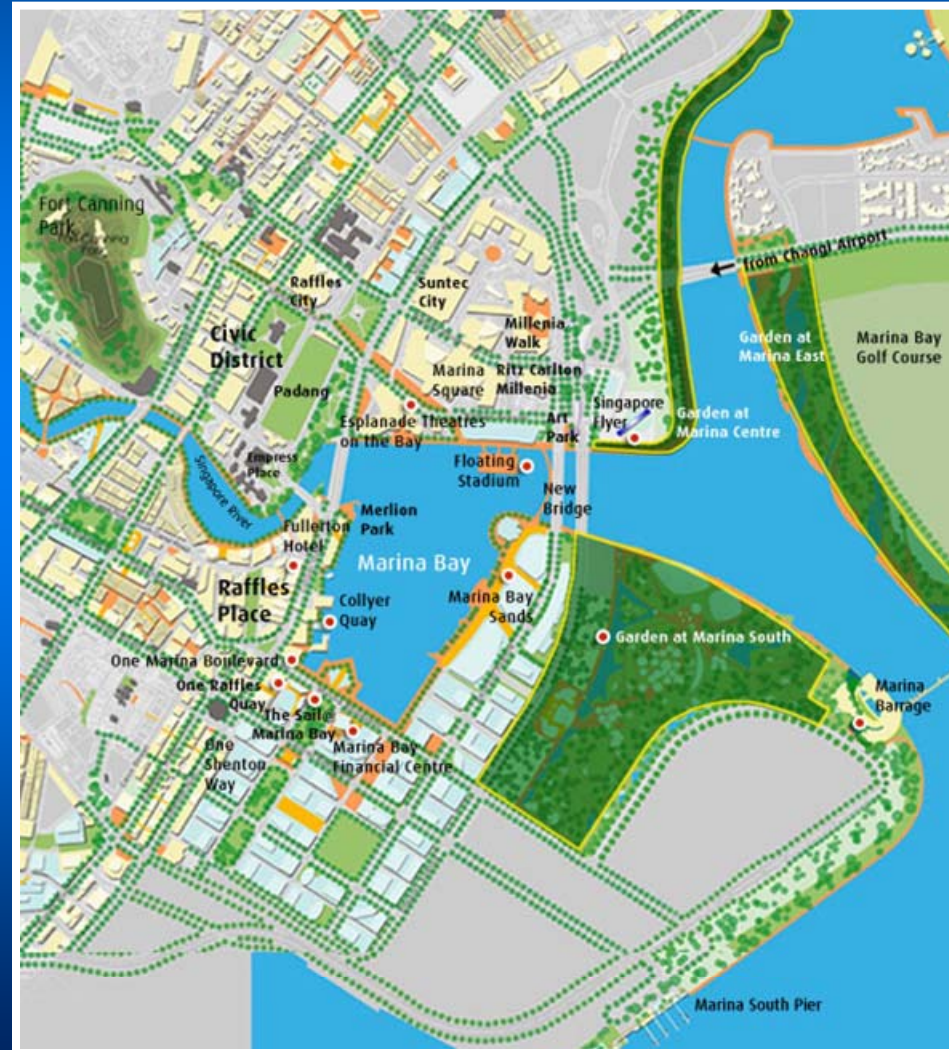 Fort Canning
Park
from Changi Airport
Raffles
City
Suntec
City
Civic
District
Millenia
Walk
Garden at
Marina East
Marina Bay
Golf Course
Padang
Marina
Square
Ritz Carlton
Millenia
Singapore
Flyer
Esplanade Theatres
on the Bay
Art
Park
Garden at
Marina Centre
Empress
Place
Floating
Stadium
Singapore River
New
Bridge
Merlion
Park
Fullerton
Hotel
Marina Bay
Raffles
Place
Collyer
Quay
Marina Bay
Sands
Garden at Marina South
One Marina Boulevard
One Raffles
Quay
The Sail@
Marina Bay
Marina
Barrage
One
Shenton
Way
Marina Bay
Financial Centre
Marina South Pier